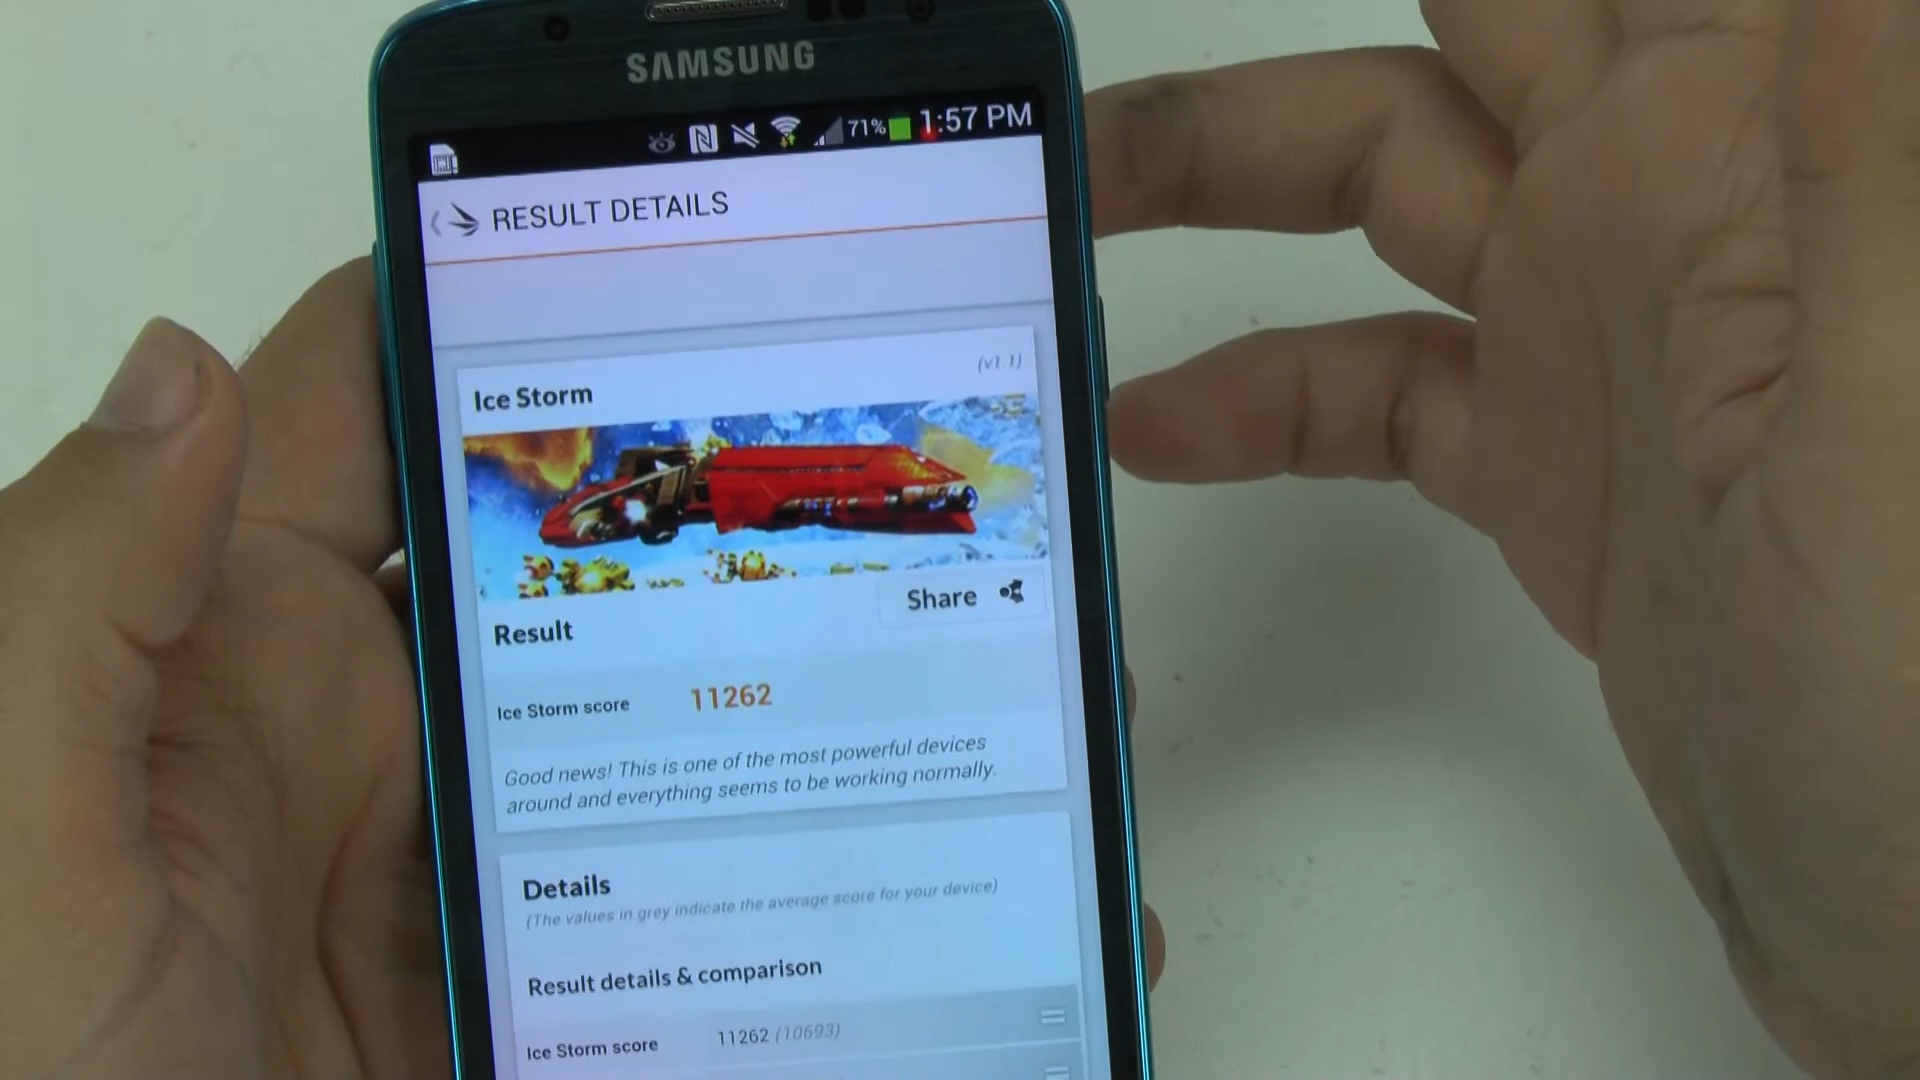 SAMSUNG
71% 1:57 PM
RESULT DETAILS
(v1.1)
Ice Storm
Share
Result
Ice Storm score 11262
Good news! This is one of the most powerful devices
around and everything seems to be working normally.
Details
(The values in grey indicate the average score for your device)
Result details & comparison
Ice Storm score 11262 (10693)